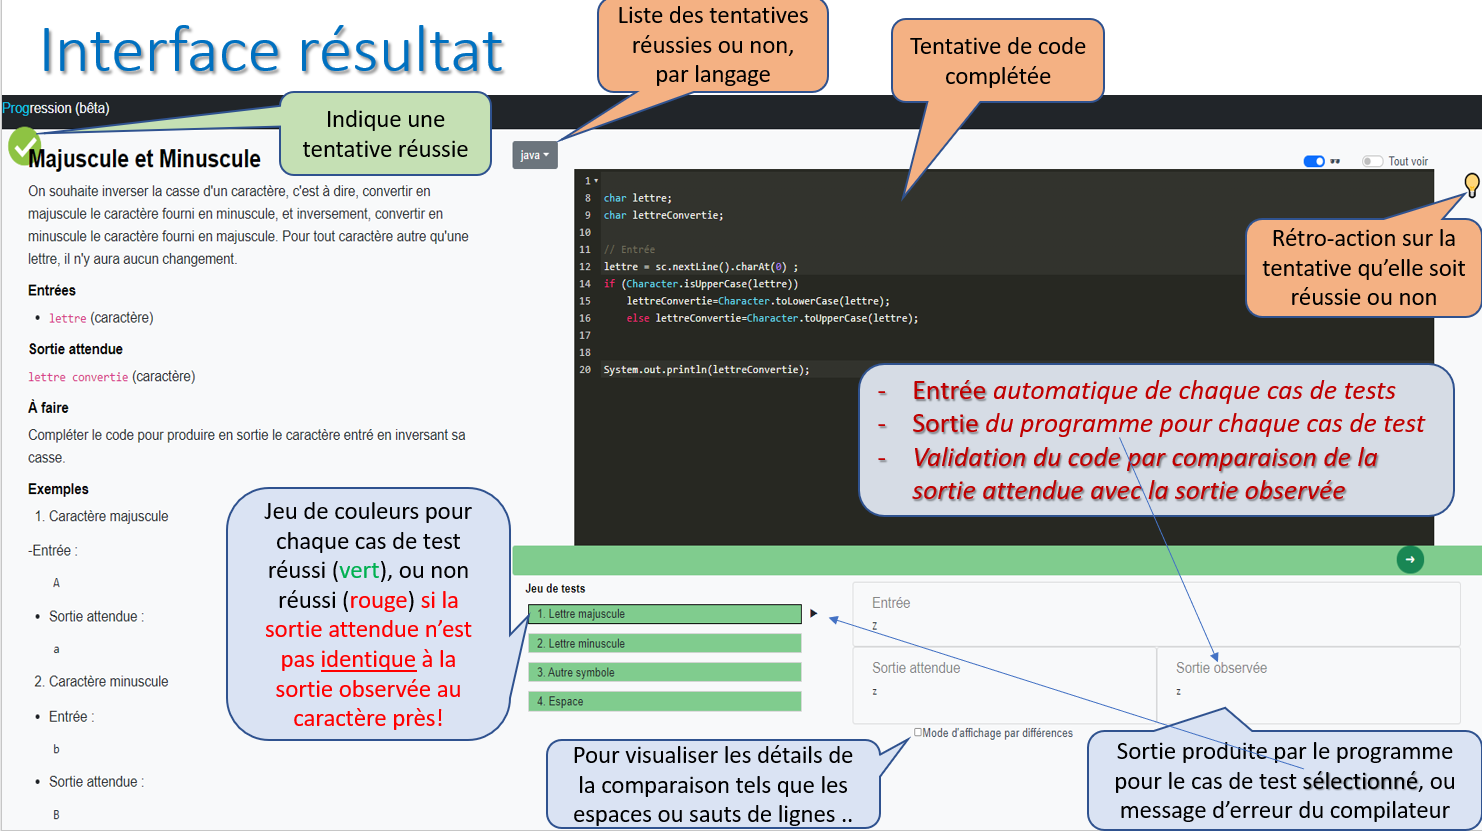 Interface résultat
Liste des tentatives
réussies ou non,
par langage
Tentative de code
complétée
Progression (bêta)
Indique une
tentative réussie
Majuscule et Minuscule
On souhaite inverser la casse d'un caractère, c'est à dire, convertir en
majuscule le caractère fourni en minuscule, et inversement, convertir en
minuscule le caractère fourni en majuscule. Pour tout caractère autre qu'une
lettre, il n'y aura aucun changement.
Entrées
• lettre (caractère)
Sortie attendue
lettre convertie (caractère)
À faire
Compléter le code pour produire en sortie le caractère entré en inversant sa
casse.
Exemples
1. Caractère majuscule
-Entrée :
A
• Sortie attendue :
a
2. Caractère minuscule
• Entrée :
b
• Sortie attendue :
B
java
Tout voir
1
8 char lettre;
9 char lettreConvertie;
10
11 // Entrée
12 lettre = sc.nextLine().charAt(0) ;
14 if (Character.isUpperCase(lettre))
15 lettreConvertie=Character.toLowerCase(lettre);
16 else lettreConvertie=Character.toUpperCase(lettre);
17
18
20 System.out.println(lettreConvertie);
Rétro-action sur la
tentative qu'elle soit
réussie ou non
- Entrée automatique de chaque cas de tests
- Sortie du programme pour chaque cas de test
- Validation du code par comparaison de la
sortie attendue avec la sortie observée
Jeu de couleurs pour
chaque cas de test
réussi (vert), ou non
réussi (rouge) si la
sortie attendue n'est
pas identique à la
sortie observée au
caractère près!
Jeu de tests
1. Lettre majuscule
2. Lettre minuscule
3. Autre symbole
4. Espace
Entrée
z
Sortie attendue
z
Sortie observée
z
Mode d'affichage par différences
Pour visualiser les détails de
la comparaison tels que les
espaces ou sauts de lignes ..
Sortie produite par le programme
pour le cas de test sélectionné, ou
message d'erreur du compilateur